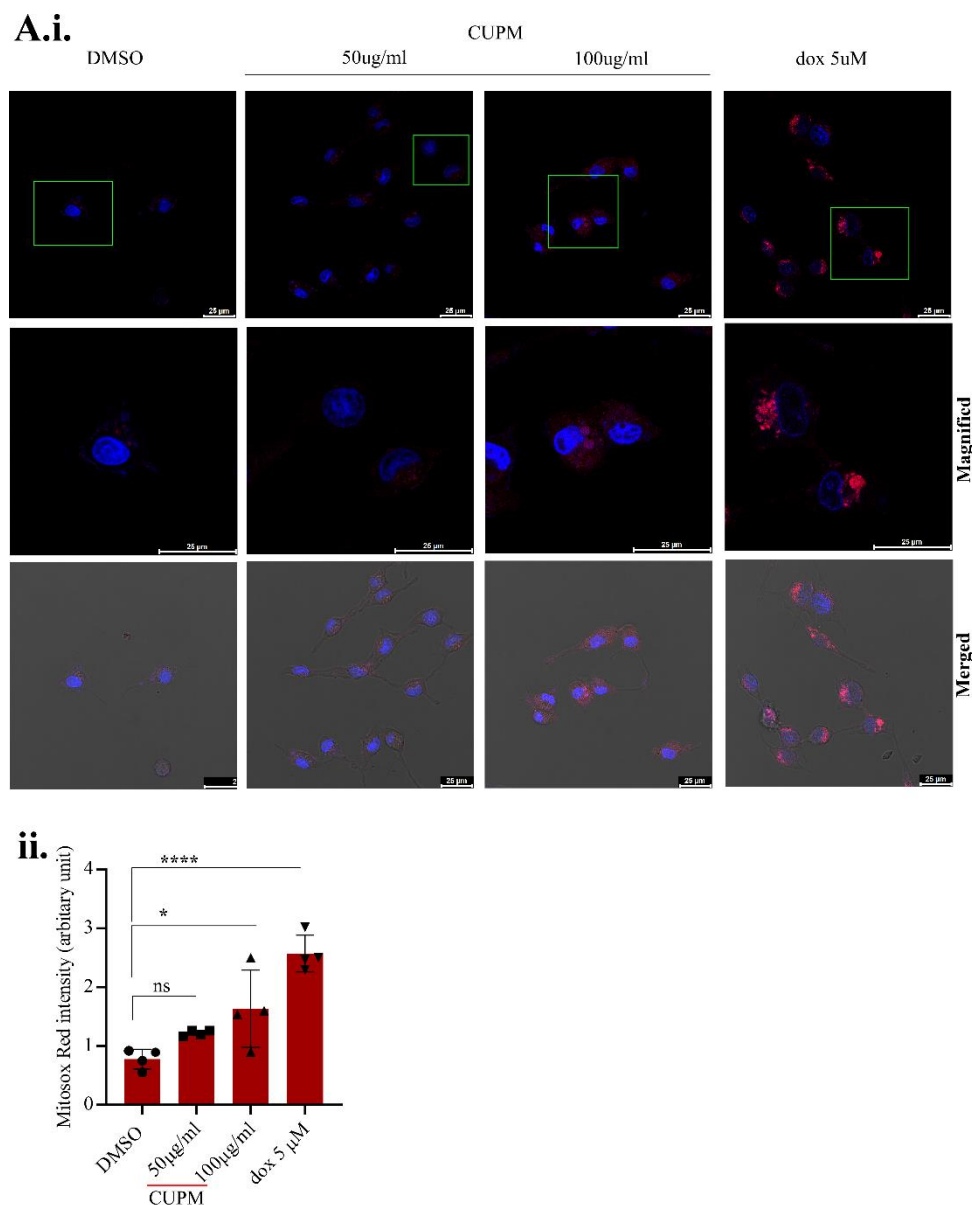 A.i.
CUPM
DMSO
50ug/ml
100ug/ml
dox 5uM
25 µm
25 µm
25 µm
25 µm
Magnified
25 µm
25 µm
25 µm
25 µm
Merged
2
25 µm
25 µm
25 µm
ii.
Mitosox Red intensity (arbitary unit)
4
3
2
1
0
****
*
ns
DMSO
50µg/ml
100µg/ml
dox 5 µM
CUPM